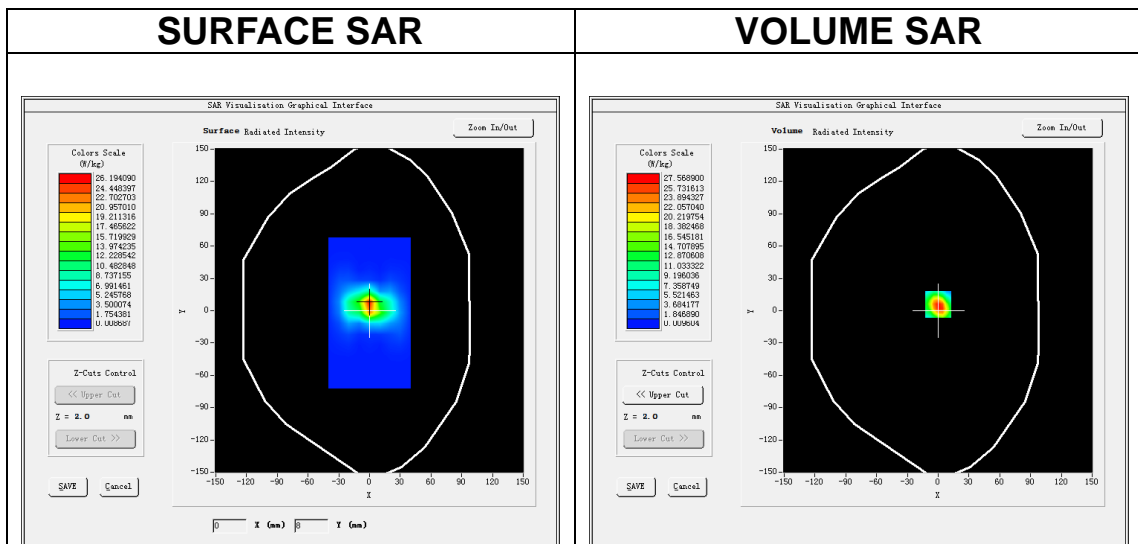 SURFACE SAR
VOLUME SAR
SAR Visualisation Graphical Interface
Surface Radiated Intensity
Zoom In/Out
Colors Scale
(W/kg)
26.194090
24.448397
22.702703
20.957010
19.211316
17.465622
15.719929
13.974235
12.228542
10.482848
8.737155
6.991461
5.245768
3.500074
1.754381
0.008687
Z-Cuts Control
<< Upper Cut
Z = 2.0 mm
Lower Cut >>
SAVE Cancel
150
120
90
60
30
0
-30
-60
-90
-120
-150
Y
-150 -120 -90 -60 -30 0 30 60 90 120 150
X
0 X (mm) 8 Y (mm)
SAR Visualisation Graphical Interface
Volume Radiated Intensity
Zoom In/Out
Colors Scale
(W/kg)
27.568900
25.731613
23.894327
22.057040
20.219754
18.382468
16.545181
14.707895
12.870608
11.033322
9.196036
7.358749
5.521463
3.684177
1.846890
0.009604
Z-Cuts Control
<< Upper Cut
Z = 2.0 mm
Lower Cut >>
SAVE Cancel
150
120
90
60
30
0
-30
-60
-90
-120
-150
Y
-150 -120 -90 -60 -30 0 30 60 90 120 150
X